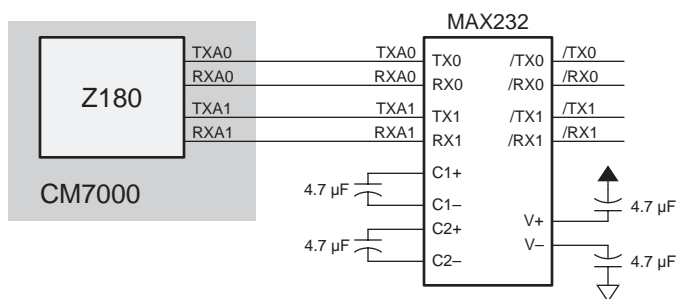 MAX232
TXA0 TXA0 TX0 /TX0 /TX0
RXA0 RXA0 RX0 /RX0 /RX0
Z180
TXA1 TXA1 TX1 /TX1 /TX1
RXA1 RXA1 RX1 /RX1 /RX1
CM7000
C1+
4.7 µF
C1–
V+ 4.7 µF
C2+
4.7 µF V–
C2– 4.7 µF